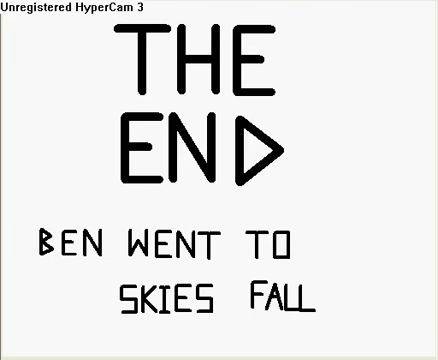 Unregistered HyperCam 3
THE
END
BEN WENT TO
SKIES FALL